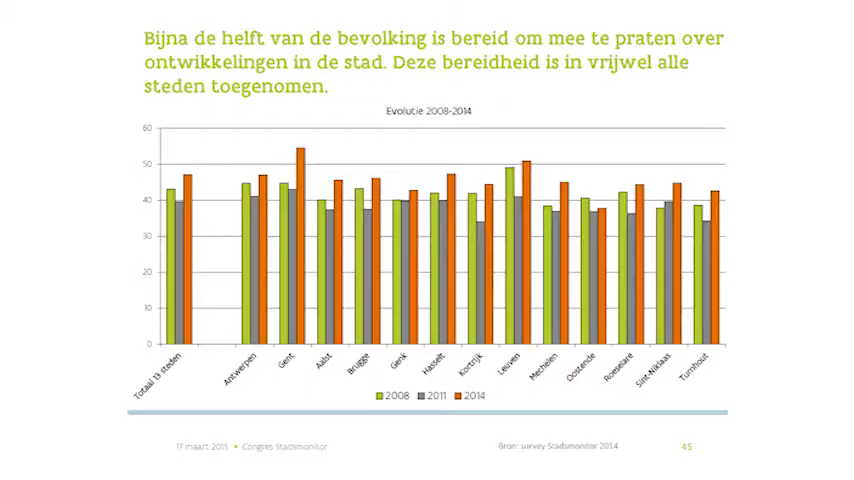 Bijna de helft van de bevolking is bereid om mee te praten over
ontwikkelingen in de stad. Deze bereidheid is in vrijwel alle
steden toegenomen.
Evolutie 2008-2014
60
50
40
30
20
10
0
Totaal 13 steden
Antwerpen
Gent
Aalst
Brugge
Genk
Hasselt
Kortrijk
Leuven
Mechelen
Oostende
Roeselare
Sint-Niklaas
Turnhout
2008 2011 2014
17 maart 2015 • Congres Stadsmonitor
Bron: survey Stadsmonitor 2014
45